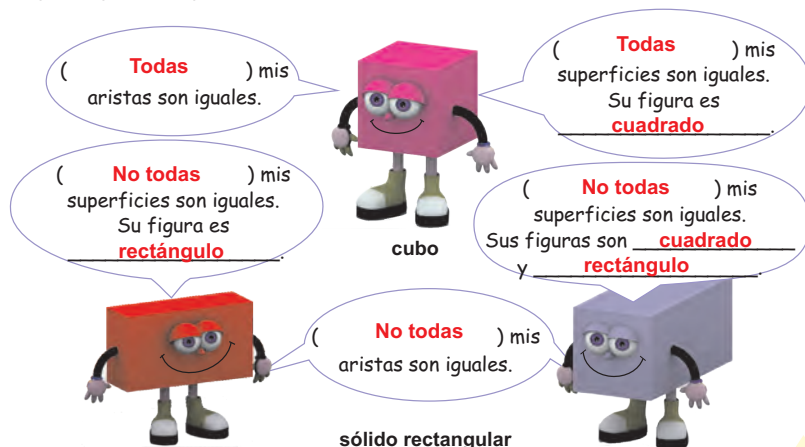 ( Todas ) mis
aristas son iguales.
( Todas ) mis
superficies son iguales.
Su figura es
cuadrado.
( No todas ) mis
superficies son iguales.
Su figura es
rectángulo.
cubo
( No todas ) mis
superficies son iguales.
Sus figuras son cuadrado
y rectángulo.
( No todas ) mis
aristas son iguales.
sólido rectangular